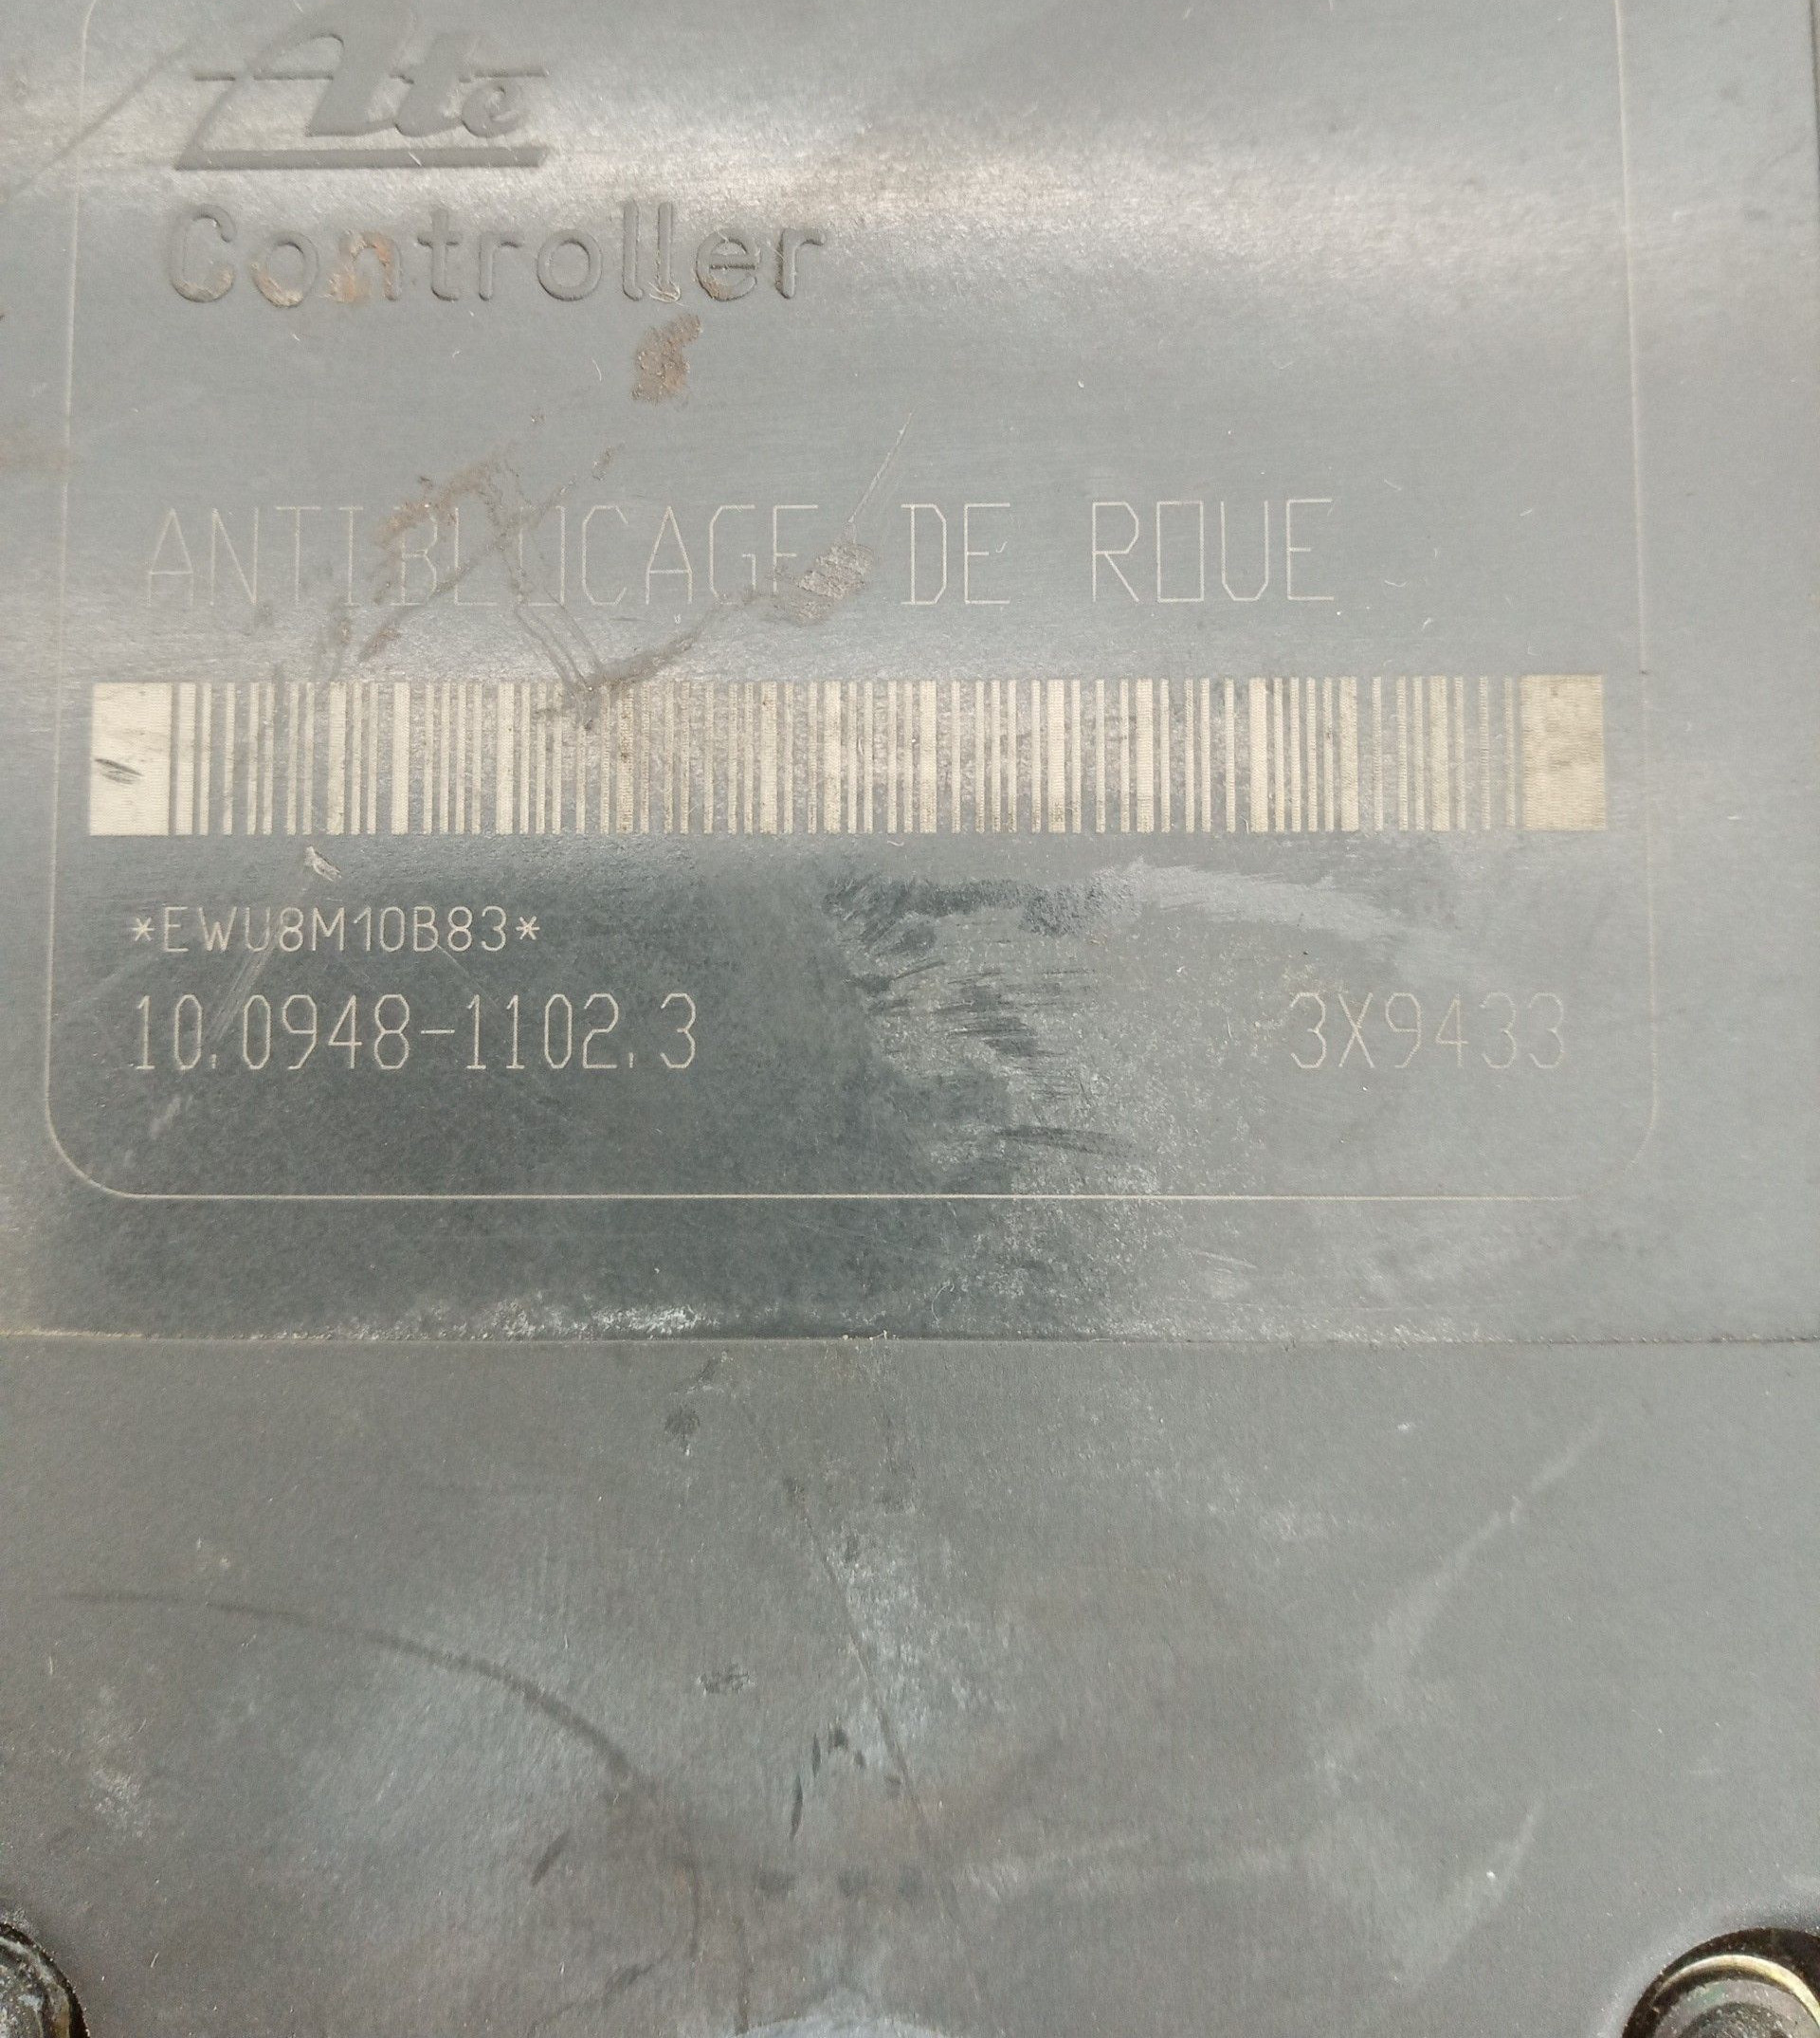 Ate
Controller
ANTIBLOCAGE DE ROUE
*EWU8M10B83*
10.0948-1102.3 3X9433